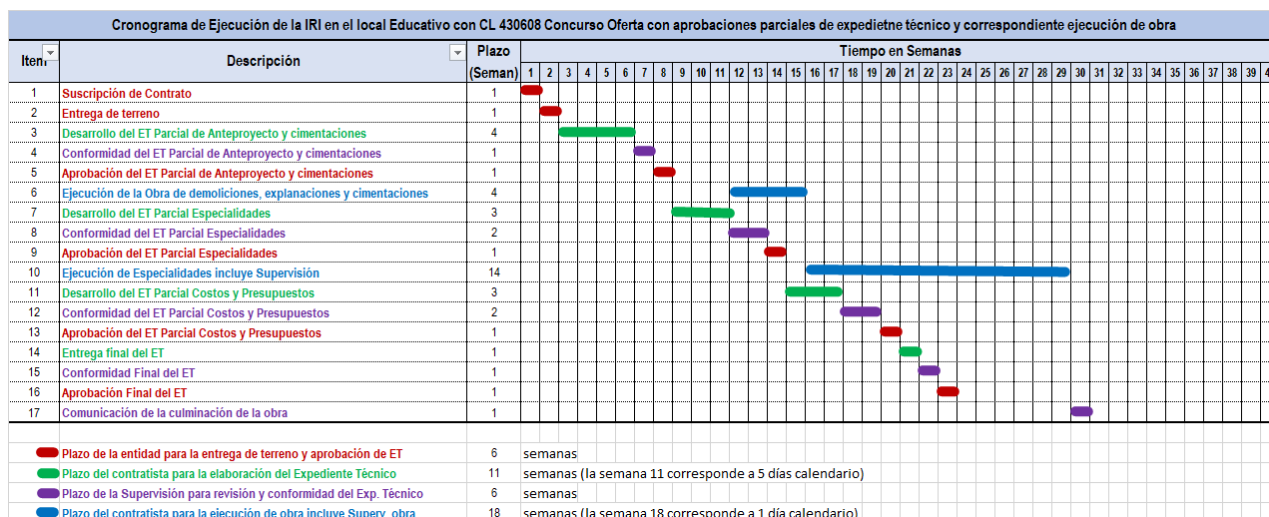 Cronograma de Ejecución de la IRI en el local Educativo con CL 430608 Concurso Oferta con aprobaciones parciales de expedietne técnico y correspondiente ejecución de obra
Item Descripción Plazo (Seman) Tiempo en Semanas
1 2 3 4 5 6 7 8 9 10 11 12 13 14 15 16 17 18 19 20 21 22 23 24 25 26 27 28 29 30 31 32 33 34 35 36 37 38 39 4
1 Suscripción de Contrato 1
2 Entrega de terreno 1
3 Desarrollo del ET Parcial de Anteproyecto y cimentaciones 4
4 Conformidad del ET Parcial de Anteproyecto y cimentaciones 1
5 Aprobación del ET Parcial de Anteproyecto y cimentaciones 1
6 Ejecución de la Obra de demoliciones, explanaciones y cimentaciones 4
7 Desarrollo del ET Parcial Especialidades 3
8 Conformidad del ET Parcial Especialidades 2
9 Aprobación del ET Parcial Especialidades 1
10 Ejecución de Especialidades incluye Supervisión 14
11 Desarrollo del ET Parcial Costos y Presupuestos 3
12 Conformidad del ET Parcial Costos y Presupuestos 2
13 Aprobación del ET Parcial Costos y Presupuestos 1
14 Entrega final del ET 1
15 Conformidad Final del ET 1
16 Aprobación Final del ET 1
17 Comunicación de la culminación de la obra 1
Plazo de la entidad para la entrega de terreno y aprobación de ET 6 semanas
Plazo del contratista para la elaboración del Expediente Técnico 11 semanas (la semana 11 corresponde a 5 días calendario)
Plazo de la Supervisión para revisión y conformidad del Exp. Técnico 6 semanas
Plazo del contratista para la ejecución de obra incluye Superv. obra 18 semanas (la semana 18 corresponde a 1 día calendario)